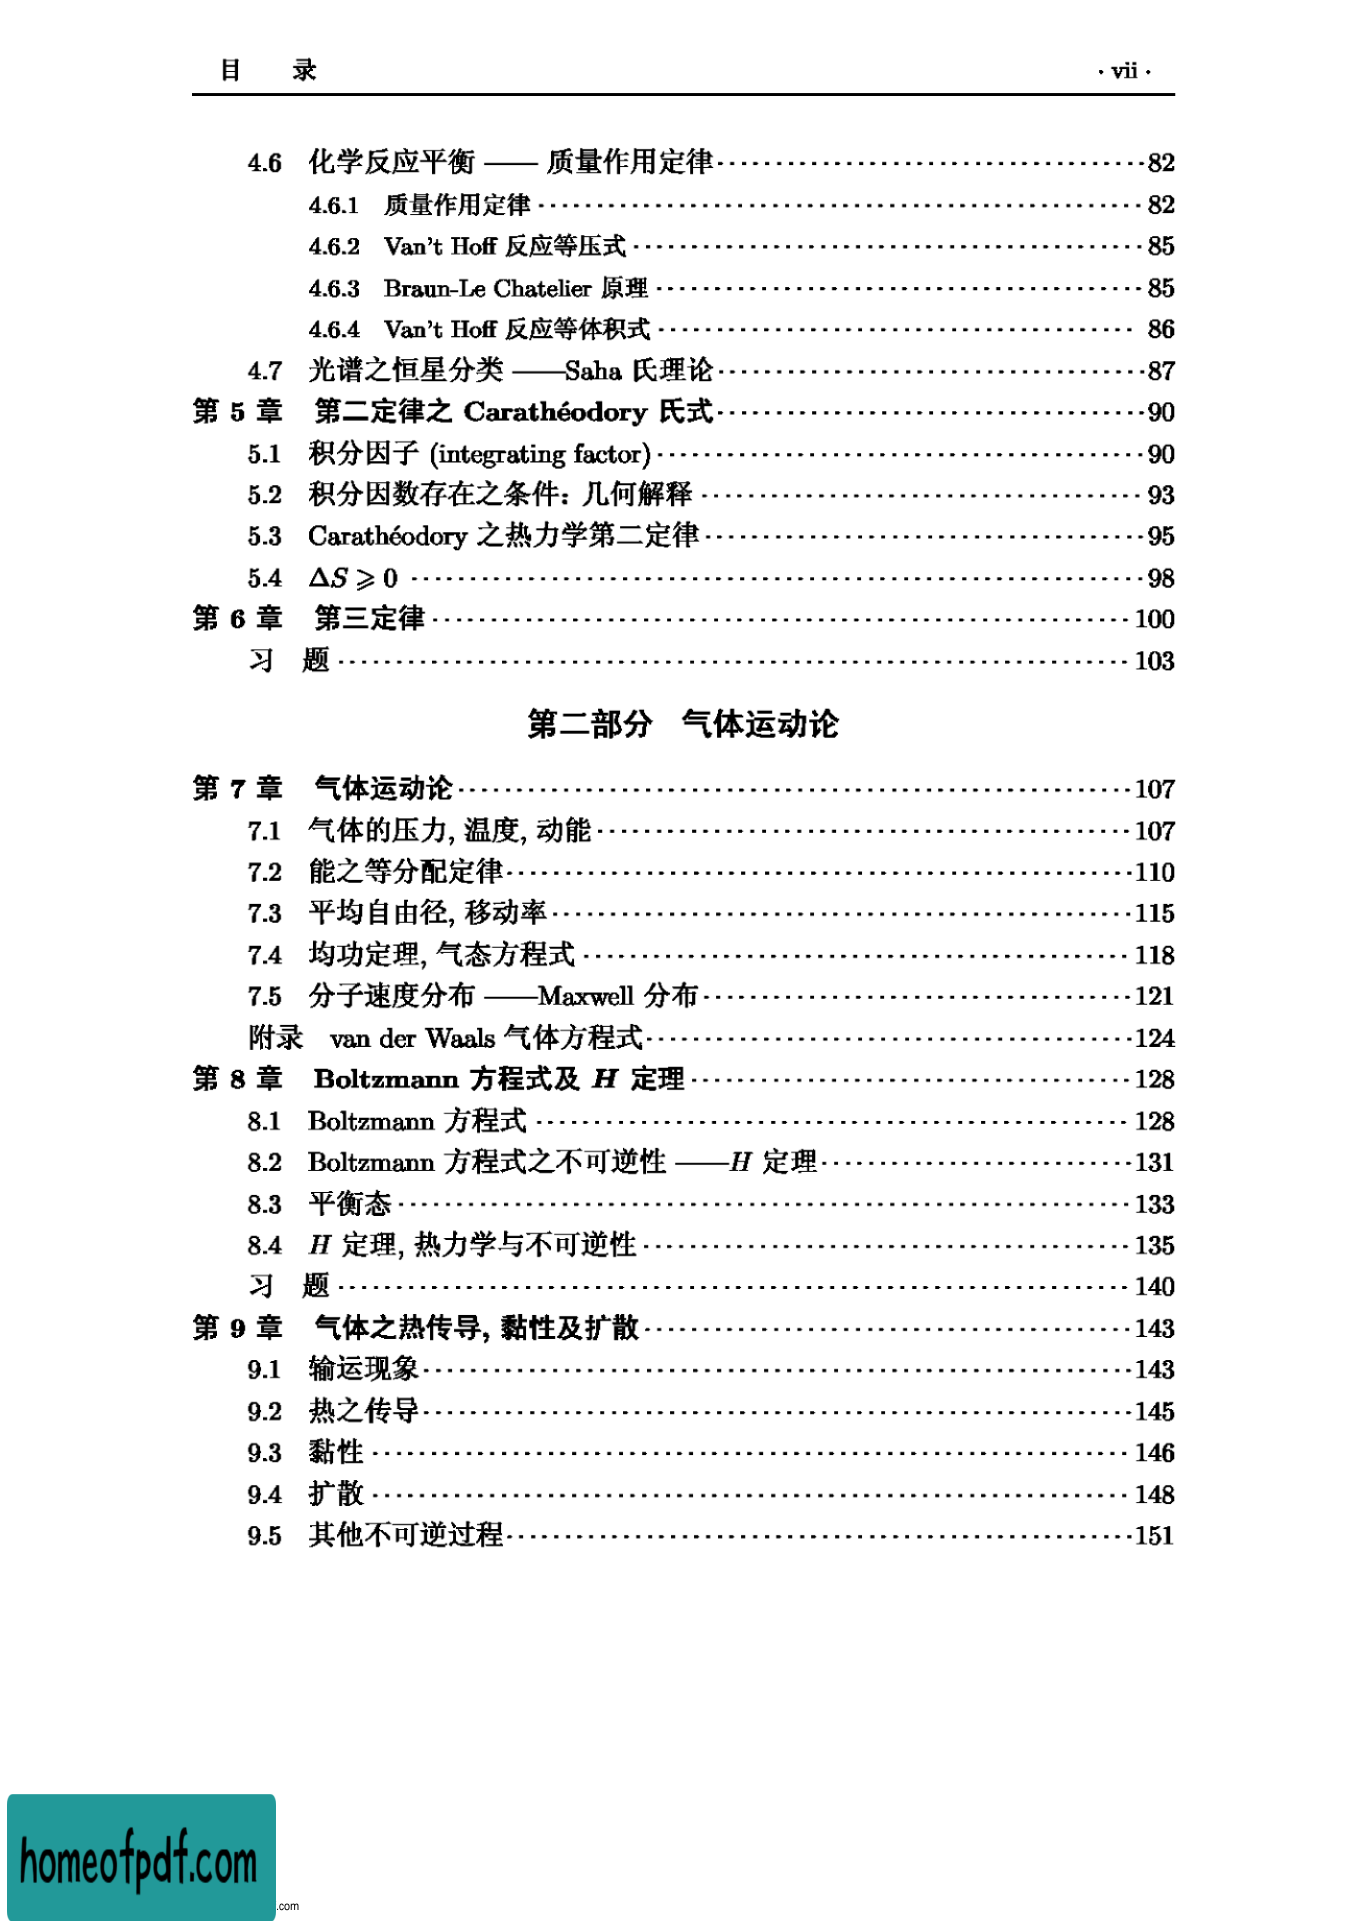 目 录 · vii ·
4.6 化学反应平衡 —— 质量作用定律 ········ 82
4.6.1 质量作用定律 ········ 82
4.6.2 Van't Hoff 反应等压式 ········ 85
4.6.3 Braun-Le Chatelier 原理 ········ 85
4.6.4 Van't Hoff 反应等体积式 ········ 86
4.7 光谱之恒星分类 ——Saha 氏理论 ········ 87
第 5 章 第二定律之 Carathéodory 氏式 ········ 90
5.1 积分因子 (integrating factor) ········ 90
5.2 积分因数存在之条件: 几何解释 ········ 93
5.3 Carathéodory 之热力学第二定律 ········ 95
5.4 ΔS ⩾ 0 ········ 98
第 6 章 第三定律 ········ 100
习 题 ········ 103
第二部分 气体运动论
第 7 章 气体运动论 ········ 107
7.1 气体的压力, 温度, 动能 ········ 107
7.2 能之等分配定律 ········ 110
7.3 平均自由径, 移动率 ········ 115
7.4 均功定理, 气态方程式 ········ 118
7.5 分子速度分布 ——Maxwell 分布 ········ 121
附录 van der Waals 气体方程式 ········ 124
第 8 章 Boltzmann 方程式及 H 定理 ········ 128
8.1 Boltzmann 方程式 ········ 128
8.2 Boltzmann 方程式之不可逆性 ——H 定理 ········ 131
8.3 平衡态 ········ 133
8.4 H 定理, 热力学与不可逆性 ········ 135
习 题 ········ 140
第 9 章 气体之热传导, 黏性及扩散 ········ 143
9.1 输运现象 ········ 143
9.2 热之传导 ········ 145
9.3 黏性 ········ 146
9.4 扩散 ········ 148
9.5 其他不可逆过程 ········ 151
homeofpdf.com
.com